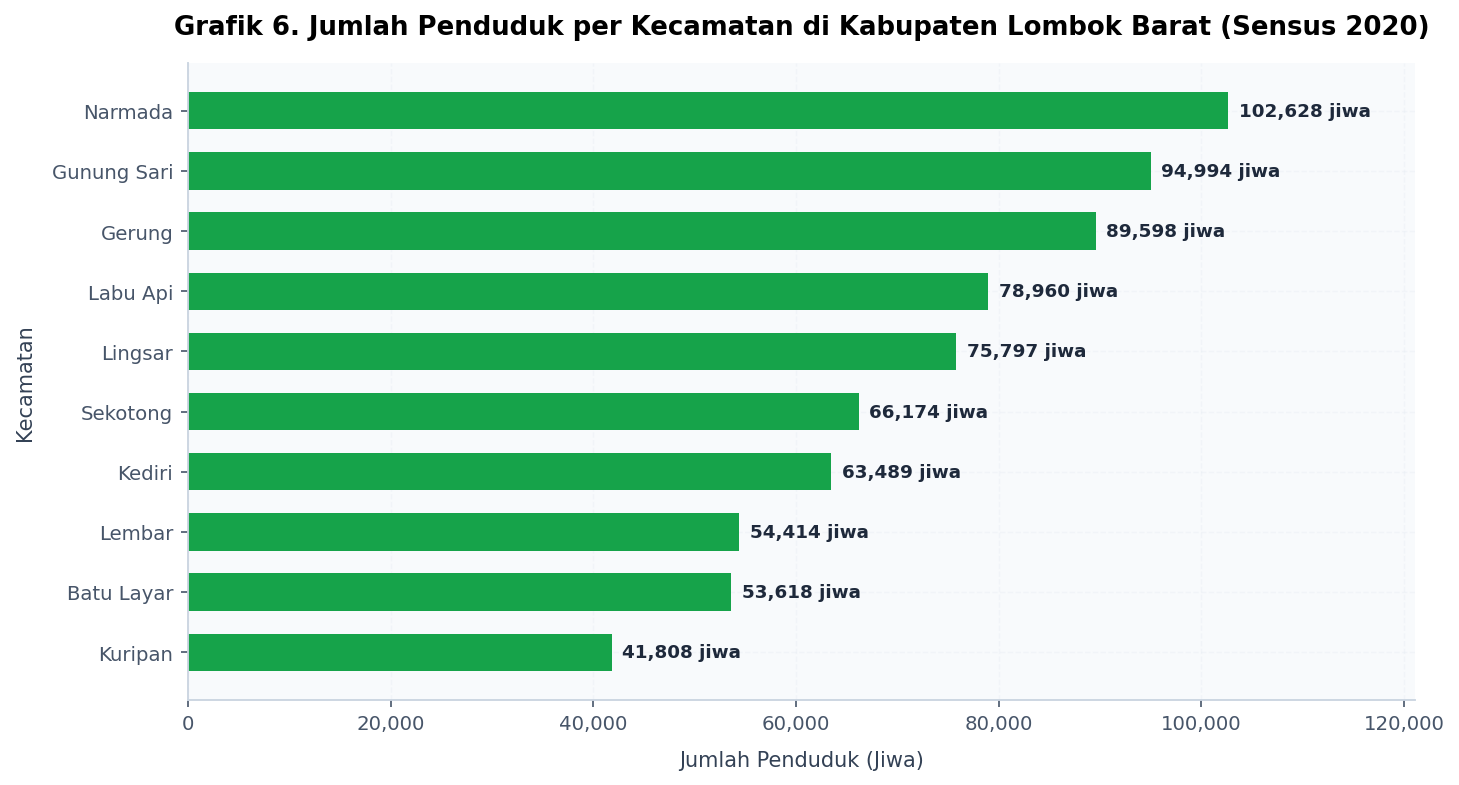 Grafik 6. Jumlah Penduduk per Kecamatan di Kabupaten Lombok Barat (Sensus 2020)
Kecamatan
Narmada 102,628 jiwa
Gunung Sari 94,994 jiwa
Gerung 89,598 jiwa
Labu Api 78,960 jiwa
Lingsar 75,797 jiwa
Sekotong 66,174 jiwa
Kediri 63,489 jiwa
Lembar 54,414 jiwa
Batu Layar 53,618 jiwa
Kuripan 41,808 jiwa
0 20,000 40,000 60,000 80,000 100,000 120,000
Jumlah Penduduk (Jiwa)